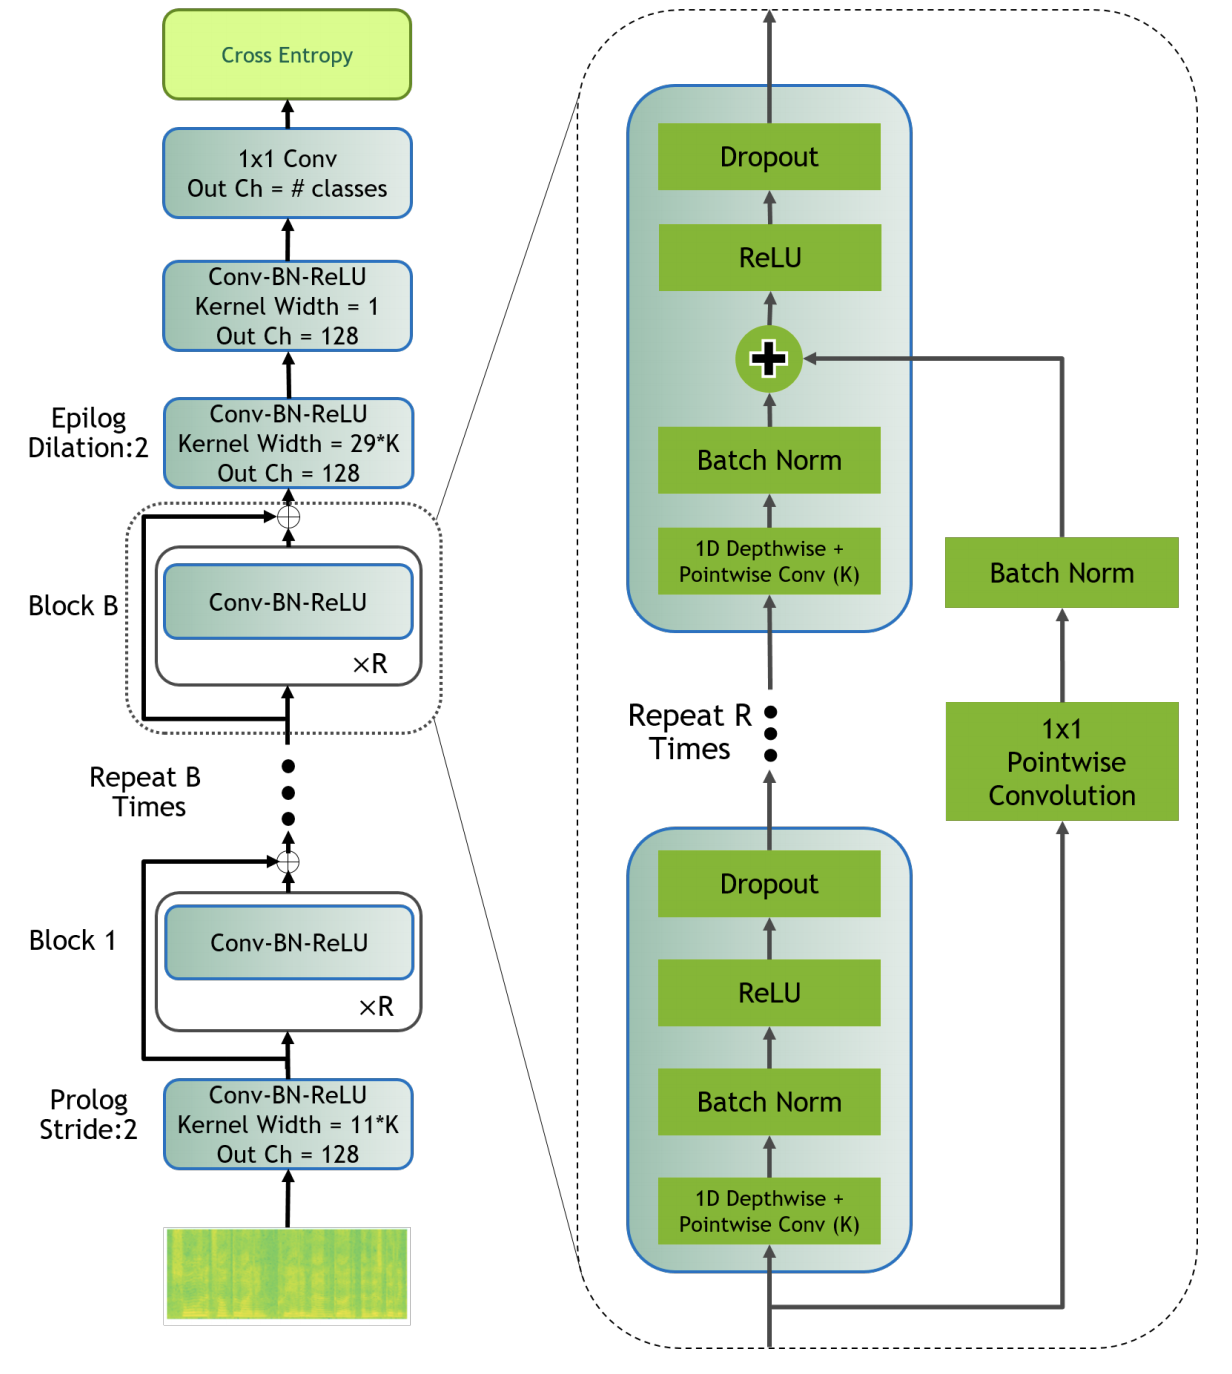 Cross Entropy
1x1 Conv
Out Ch = # classes
Conv-BN-ReLU
Kernel Width = 1
Out Ch = 128
Epilog
Dilation:2
Conv-BN-ReLU
Kernel Width = 29*K
Out Ch = 128
Block B
Conv-BN-ReLU
×R
Repeat B
Times
Block 1
Conv-BN-ReLU
×R
Prolog
Stride:2
Conv-BN-ReLU
Kernel Width = 11*K
Out Ch = 128
Dropout
ReLU
Batch Norm
1D Depthwise +
Pointwise Conv (K)
Batch Norm
1x1
Pointwise
Convolution
Repeat R
Times
Dropout
ReLU
Batch Norm
1D Depthwise +
Pointwise Conv (K)